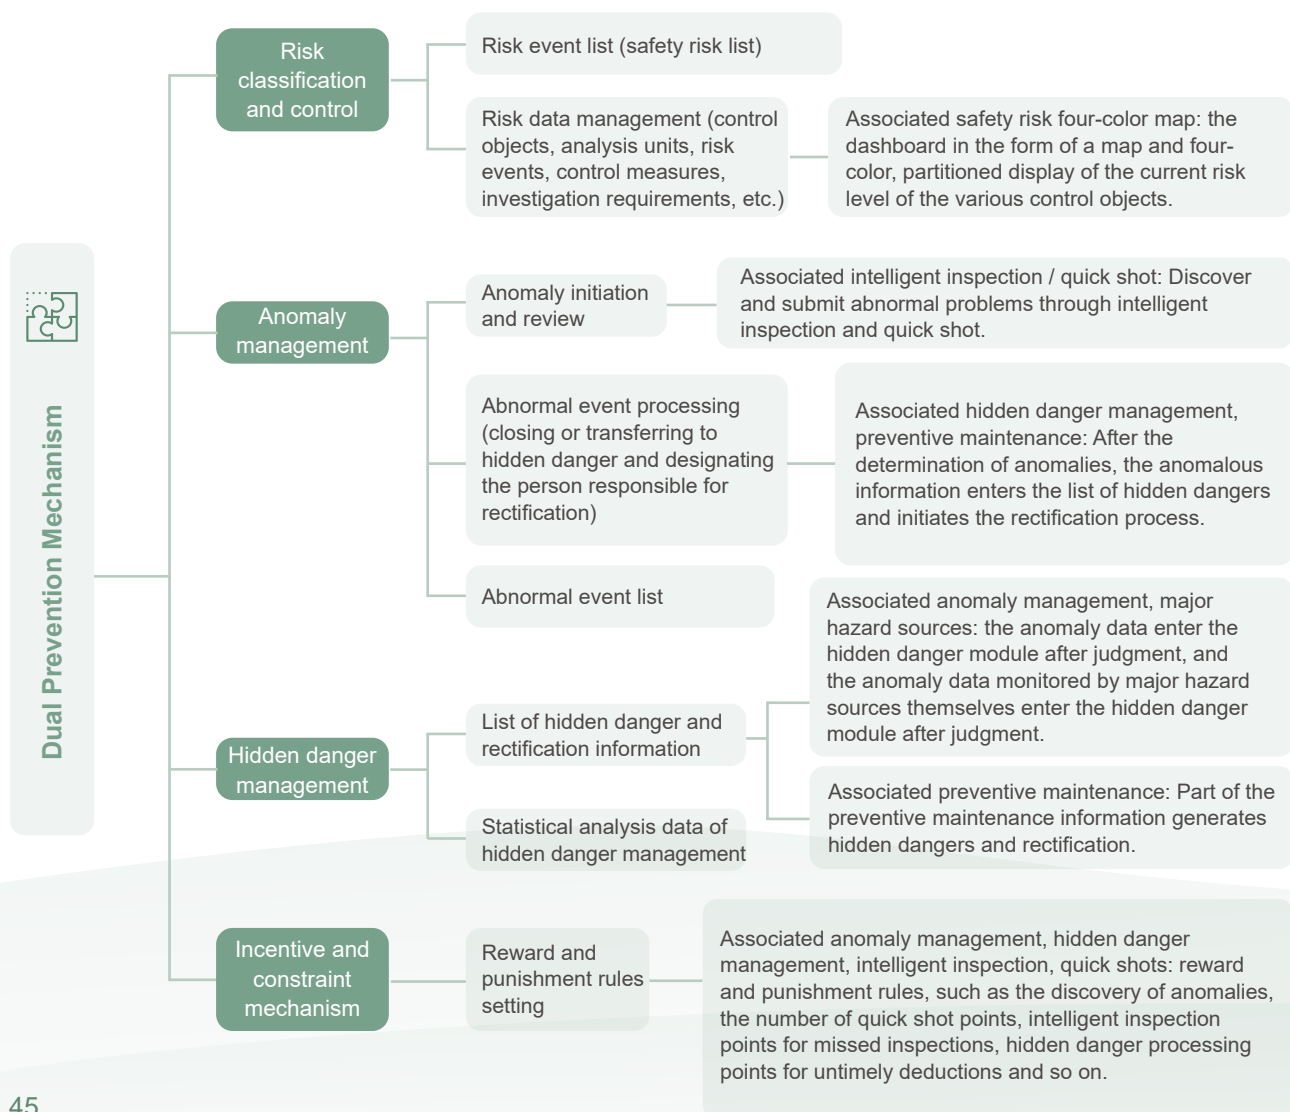 Dual Prevention Mechanism
Risk
classification
and control
Risk event list (safety risk list)
Risk data management (control
objects, analysis units, risk
events, control measures,
investigation requirements, etc.)
Associated safety risk four-color map: the
dashboard in the form of a map and four-
color, partitioned display of the current risk
level of the various control objects.
Anomaly
management
Anomaly initiation
and review
Associated intelligent inspection / quick shot: Discover
and submit abnormal problems through intelligent
inspection and quick shot.
Abnormal event processing
(closing or transferring to
hidden danger and designating
the person responsible for
rectification)
Associated hidden danger management,
preventive maintenance: After the
determination of anomalies, the anomalous
information enters the list of hidden dangers
and initiates the rectification process.
Abnormal event list
Hidden danger
management
List of hidden danger and
rectification information
Associated anomaly management, major
hazard sources: the anomaly data enter the
hidden danger module after judgment, and
the anomaly data monitored by major hazard
sources themselves enter the hidden danger
module after judgment.
Associated preventive maintenance: Part of the
preventive maintenance information generates
hidden dangers and rectification.
Statistical analysis data of
hidden danger management
Incentive and
constraint
mechanism
Reward and
punishment rules
setting
Associated anomaly management, hidden danger
management, intelligent inspection, quick shots: reward
and punishment rules, such as the discovery of anomalies,
the number of quick shot points, intelligent inspection
points for missed inspections, hidden danger processing
points for untimely deductions and so on.
45